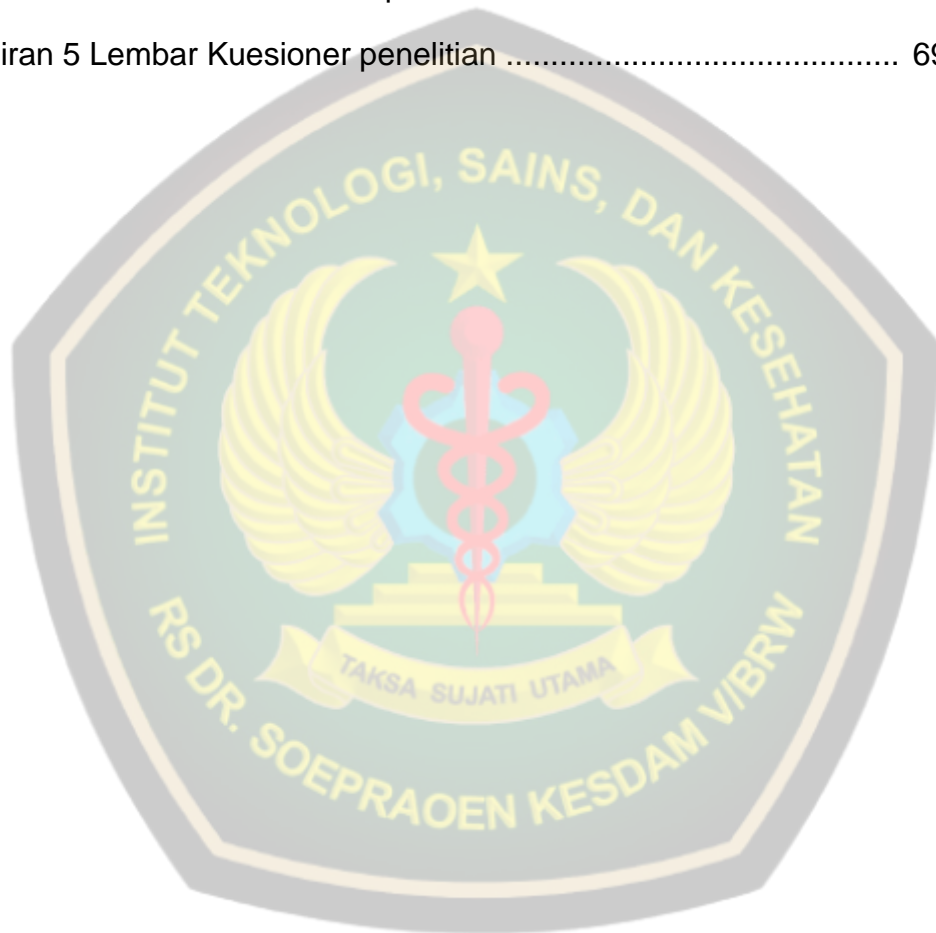 iran 5 Lembar Kuesioner penelitian ............................................ 69
INSTITUT TEKNOLOGI, SAINS, DAN KESEHATAN
TAKSA SUJATI UTAMA
RS DR. SOEPRAOEN KESDAM V/BRW